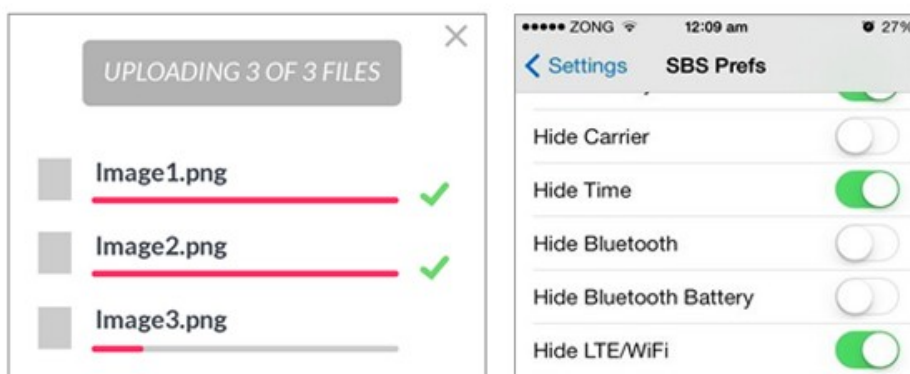 UPLOADING 3 OF 3 FILES
Image1.png
Image2.png
Image3.png
ZONG 12:09 am 27%
Settings SBS Prefs
Hide Carrier
Hide Time
Hide Bluetooth
Hide Bluetooth Battery
Hide LTE/WiFi